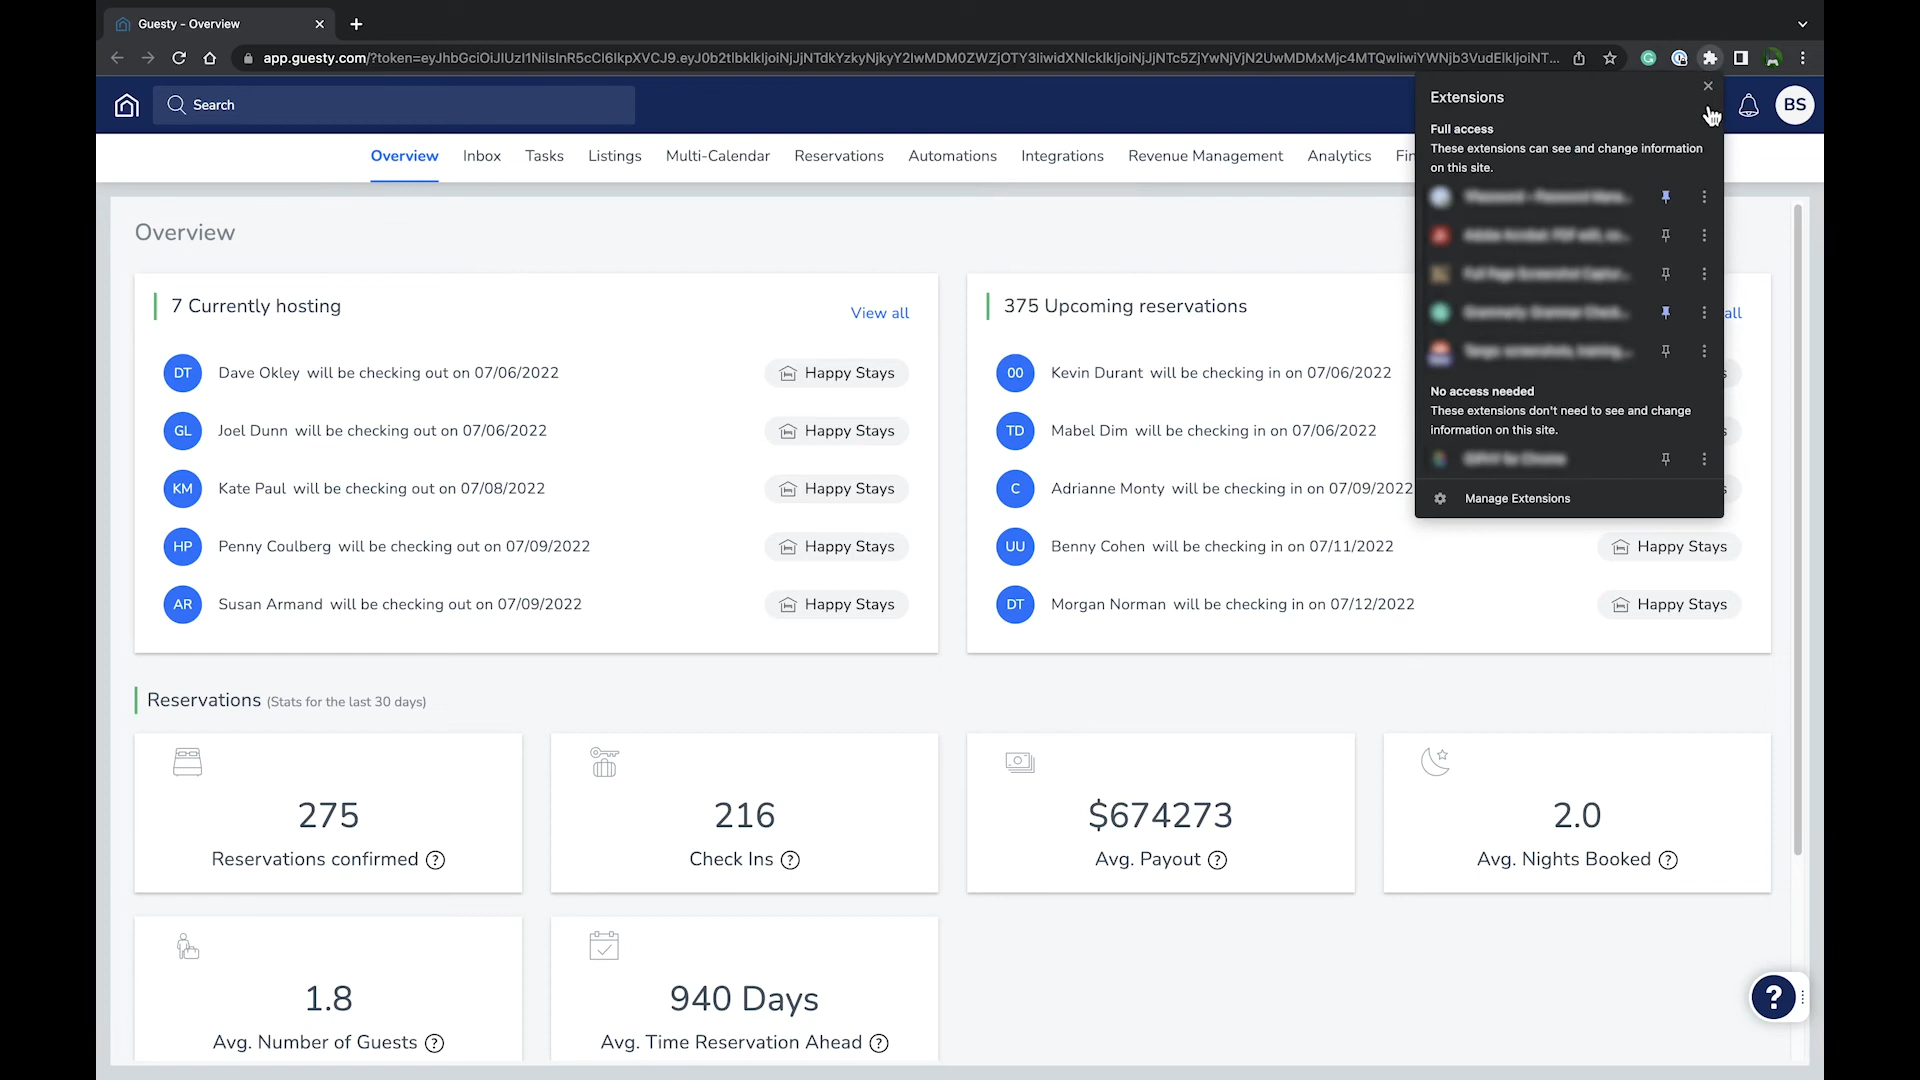 Guesty - Overview
app.guesty.com
Search
BS
Overview
Inbox
Tasks
Listings
Multi-Calendar
Reservations
Automations
Integrations
Revenue Management
Analytics
Fin
Extensions
Full access
These extensions can see and change information
on this site.
No access needed
These extensions don't need to see and change
information on this site.
Manage Extensions
Overview
7 Currently hosting
View all
DT Dave Okley will be checking out on 07/06/2022 Happy Stays
GL Joel Dunn will be checking out on 07/06/2022 Happy Stays
KM Kate Paul will be checking out on 07/08/2022 Happy Stays
HP Penny Coulberg will be checking out on 07/09/2022 Happy Stays
AR Susan Armand will be checking out on 07/09/2022 Happy Stays
375 Upcoming reservations
all
00 Kevin Durant will be checking in on 07/06/2022 s
TD Mabel Dim will be checking in on 07/06/2022 s
C Adrianne Monty will be checking in on 07/09/2022 s
UU Benny Cohen will be checking in on 07/11/2022 Happy Stays
DT Morgan Norman will be checking in on 07/12/2022 Happy Stays
Reservations (Stats for the last 30 days)
275
Reservations confirmed ?
216
Check Ins ?
$674273
Avg. Payout ?
2.0
Avg. Nights Booked ?
1.8
Avg. Number of Guests ?
940 Days
Avg. Time Reservation Ahead ?
?